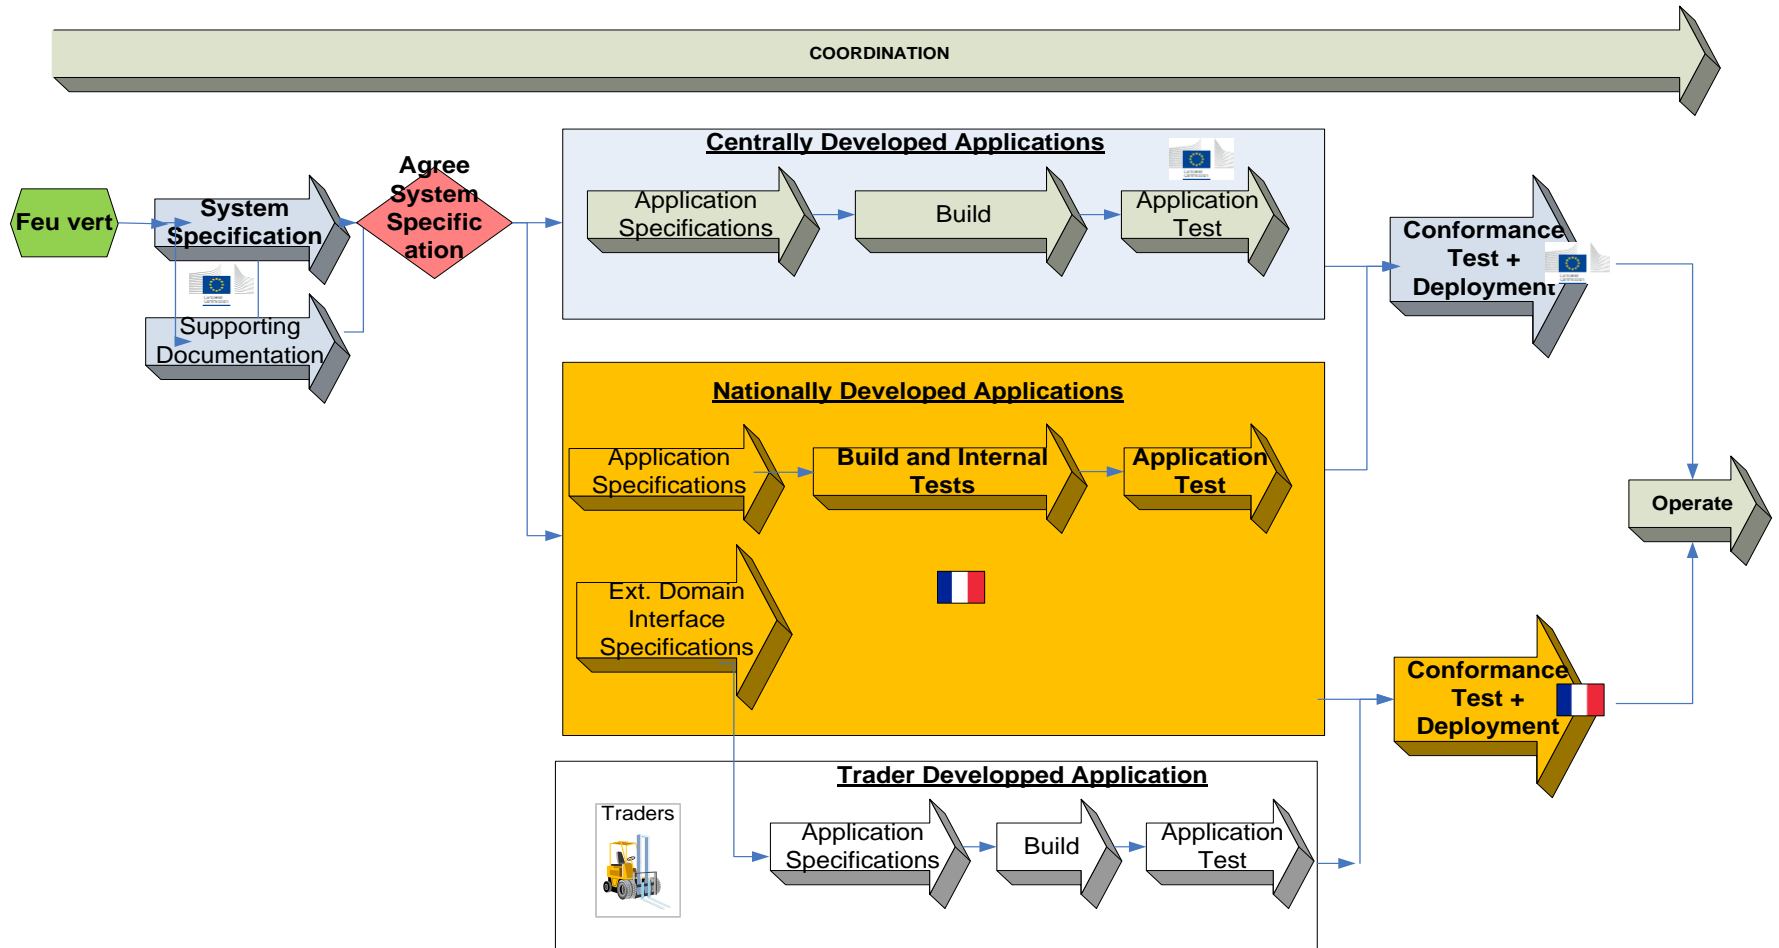 COORDINATION
Feu vert
System
Specification
Supporting
Documentation
Agree
System
Specific
ation
Centrally Developed Applications
Application
Specifications
Build
Application
Test
Nationally Developed Applications
Application
Specifications
Build and Internal
Tests
Application
Test
Ext. Domain
Interface
Specifications
Trader Developped Application
Traders
Application
Specifications
Build
Application
Test
Conformance
Test +
Deployment
Conformance
Test +
Deployment
Operate